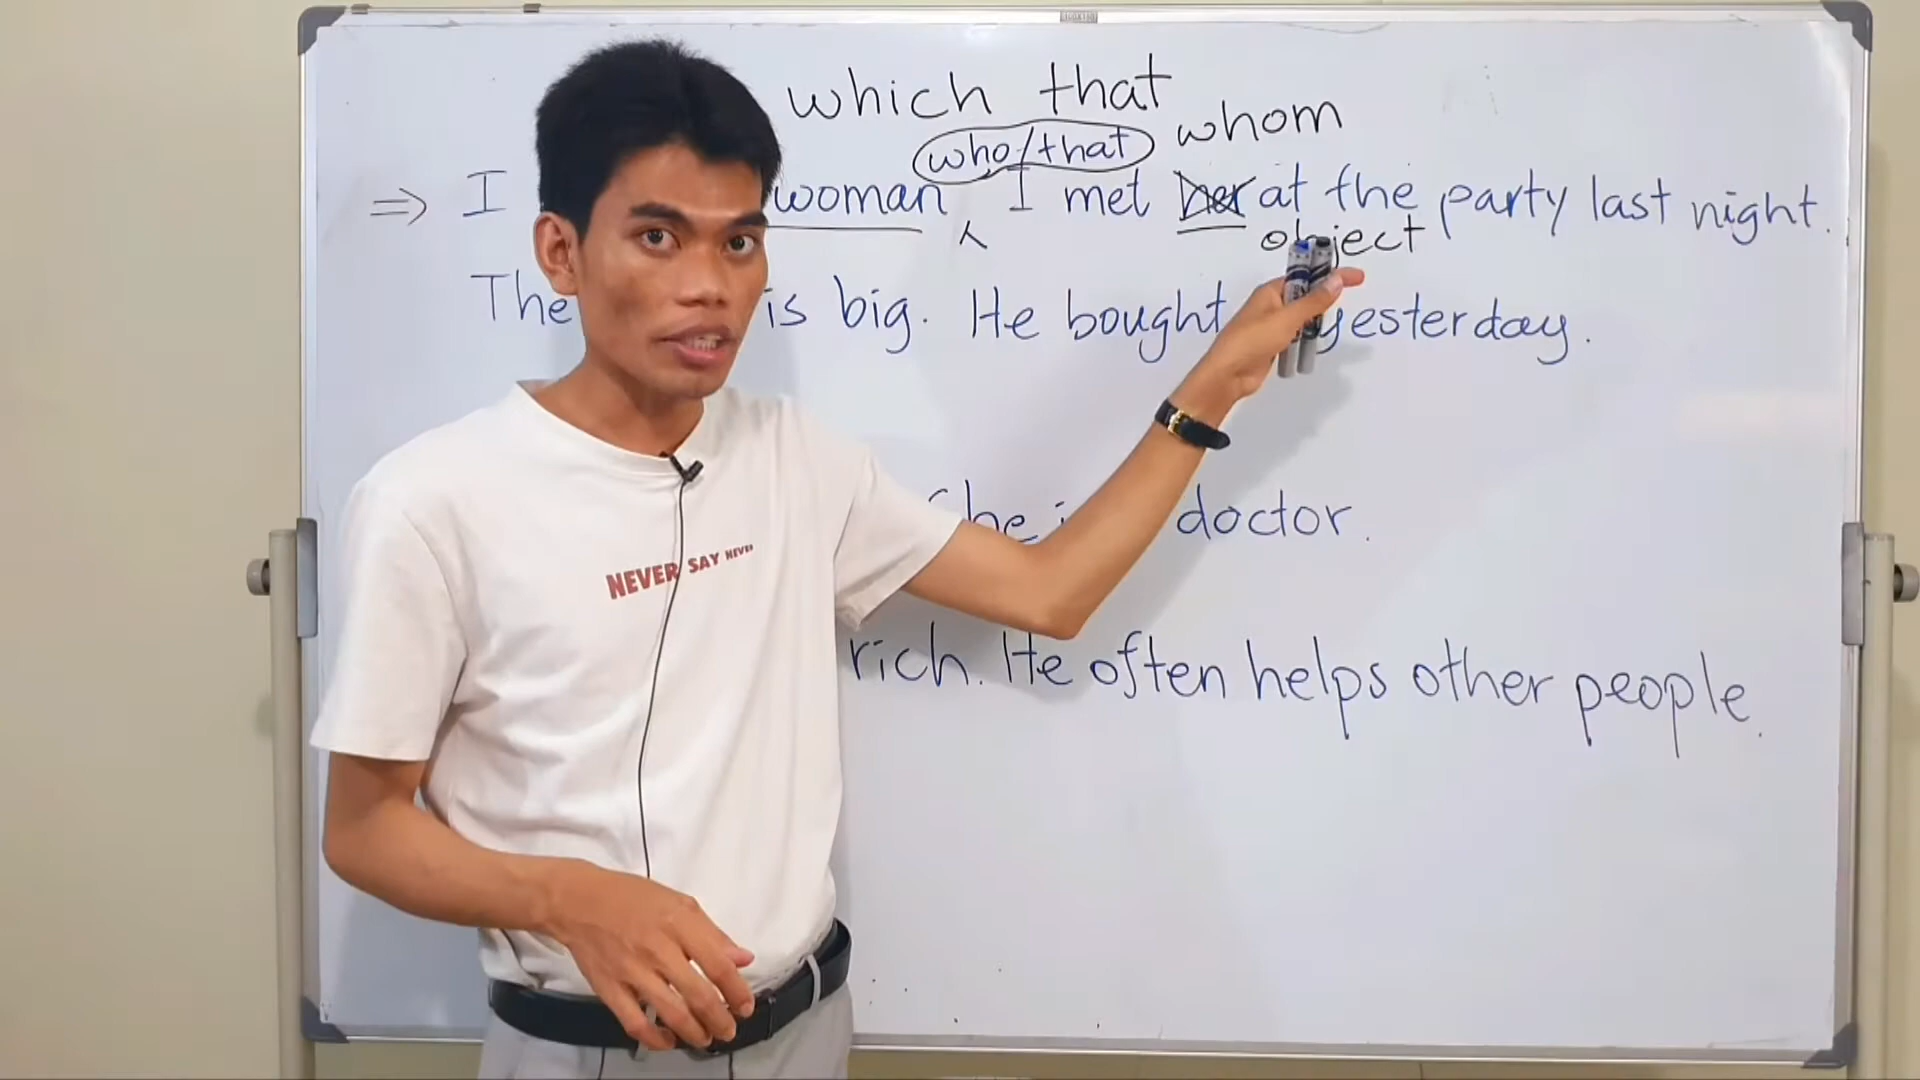 which that
who/that whom
⇒ I woman ^ I met her at the party last night.
object
The is big. He bought yesterday.
doctor.
rich. He often helps other people.
NEVER SAY NEVER